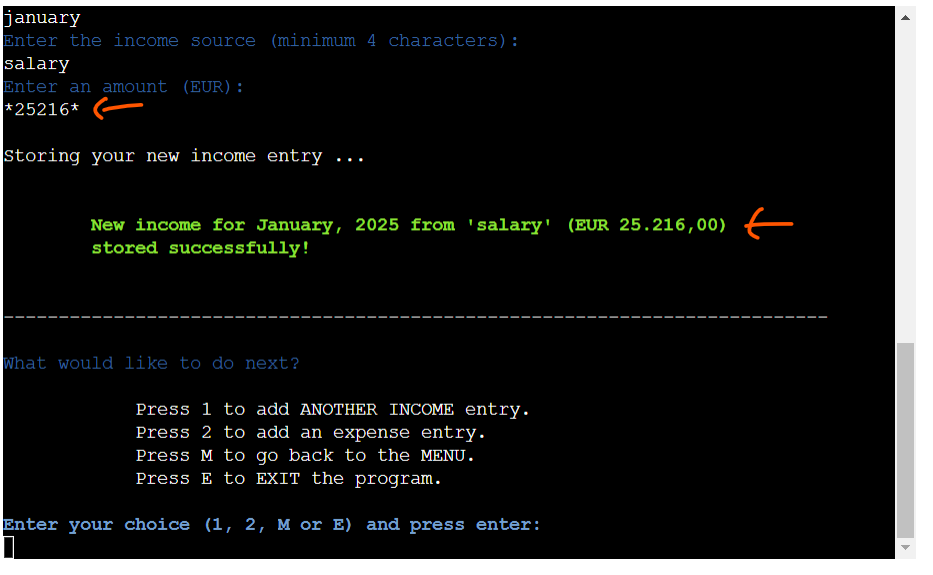 january
Enter the income source (minimum 4 characters):
salary
Enter an amount (EUR):
*25216*
Storing your new income entry ...
New income for January, 2025 from 'salary' (EUR 25.216,00)
stored successfully!
---------------------------------------------------------------------------
What would like to do next?
Press 1 to add ANOTHER INCOME entry.
Press 2 to add an expense entry.
Press M to go back to the MENU.
Press E to EXIT the program.
Enter your choice (1, 2, M or E) and press enter: